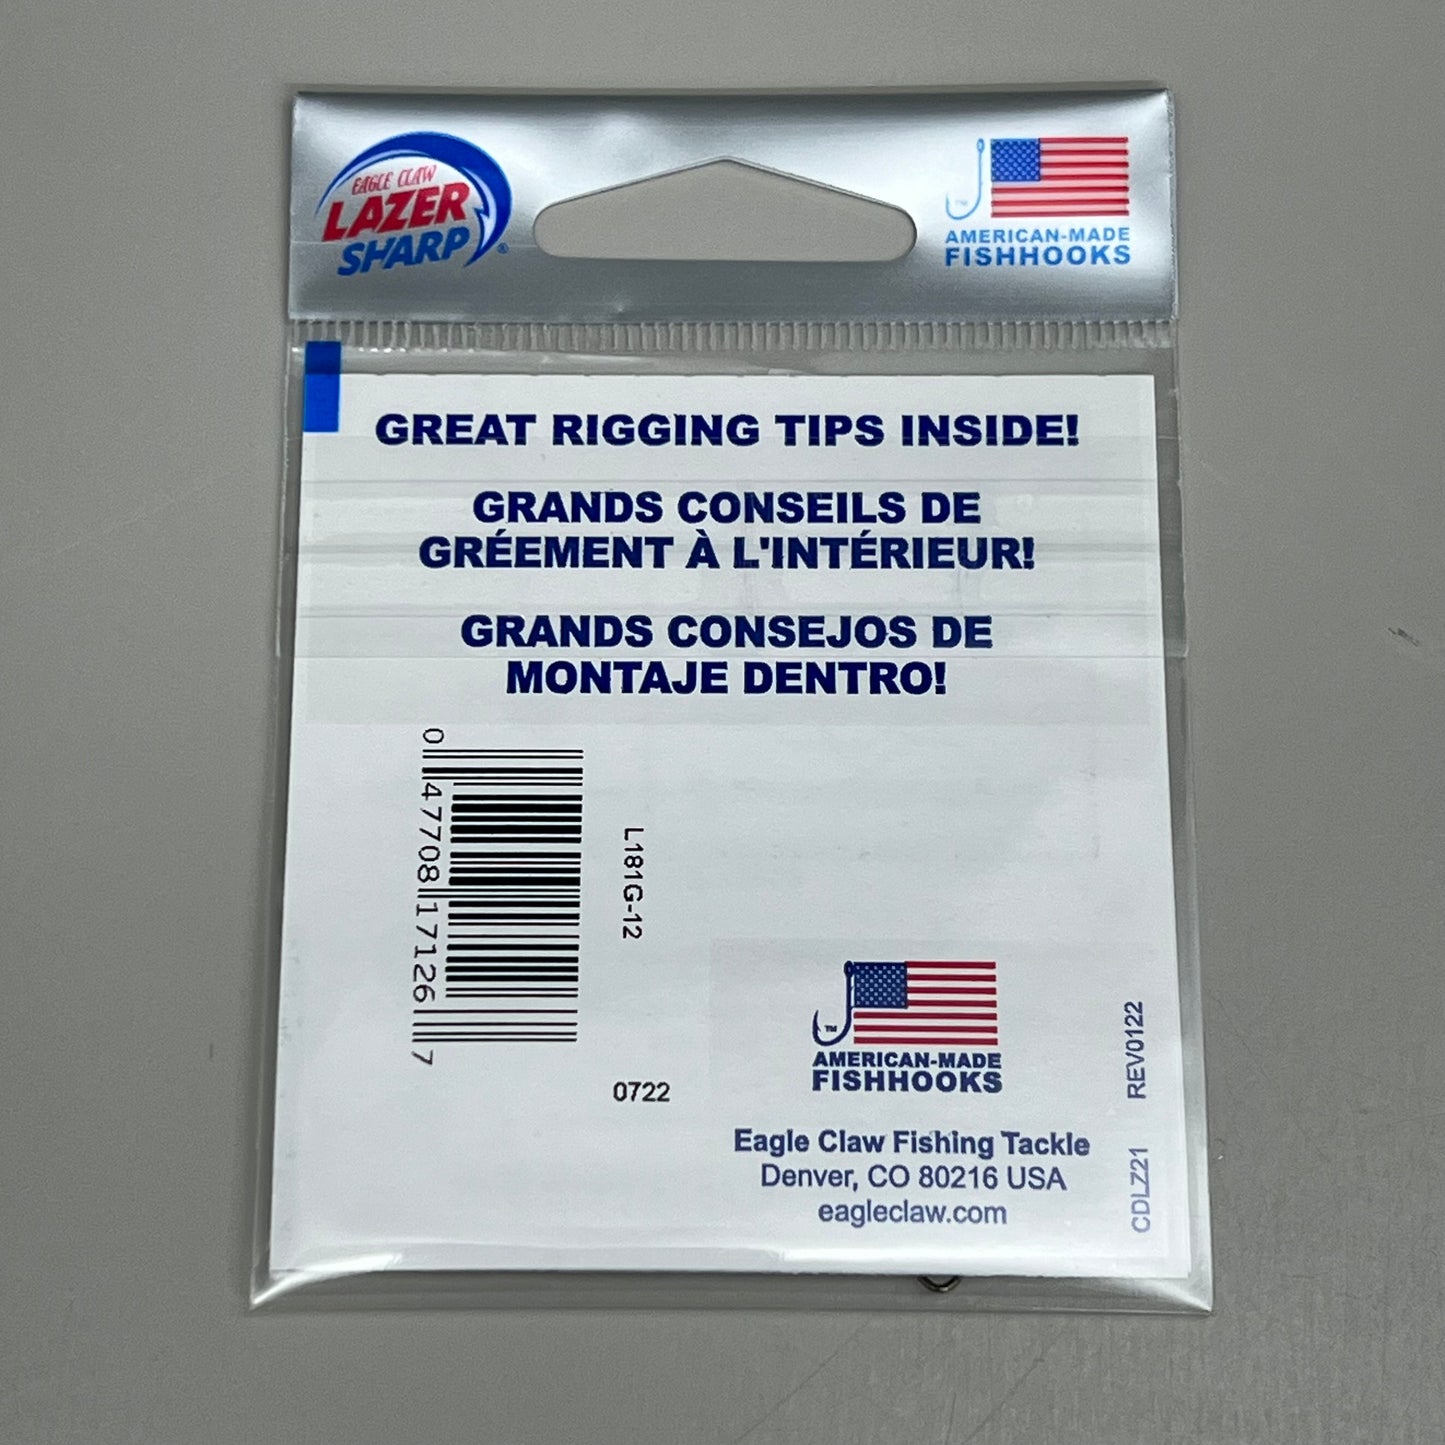 EAGLE CLAW
LAZER
SHARP®
™
AMERICAN-MADE
FISHHOOKS
GREAT RIGGING TIPS INSIDE!
GRANDS CONSEILS DE
GRÉEMENT À L'INTÉRIEUR!
GRANDS CONSEJOS DE
MONTAJE DENTRO!
0 47708 17126 7
L181G-12
0722
™
AMERICAN-MADE
FISHHOOKS
Eagle Claw Fishing Tackle
Denver, CO 80216 USA
eagleclaw.com
CDLZ21 REV0122